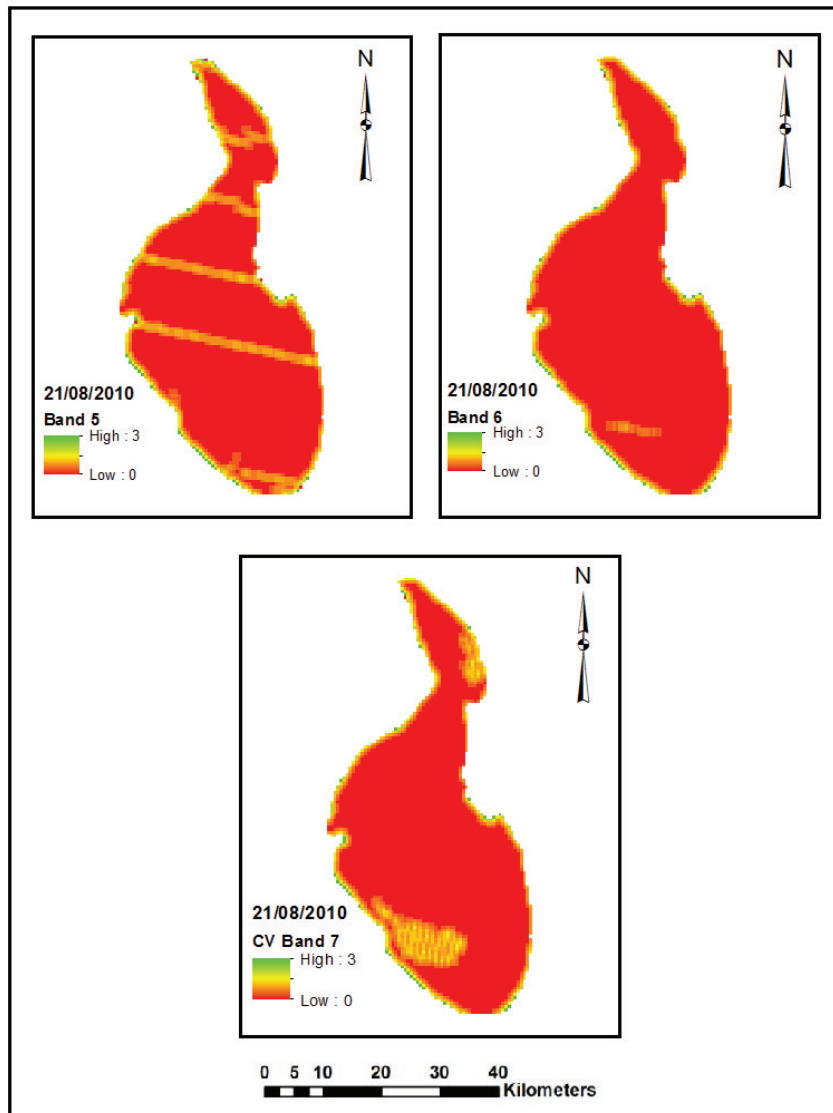 N
21/08/2010
Band 5
High : 3
Low : 0
N
21/08/2010
Band 6
High : 3
Low : 0
N
21/08/2010
CV Band 7
High : 3
Low : 0
0 5 10 20 30 40
Kilometers